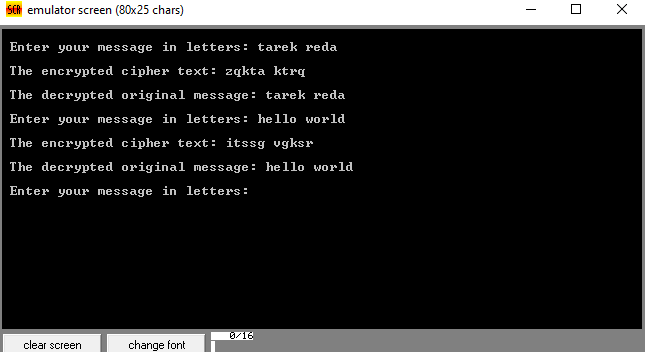 SCR emulator screen (80x25 chars)
Enter your message in letters: tarek reda
The encrypted cipher text: zqkta ktrq
The decrypted original message: tarek reda
Enter your message in letters: hello world
The encrypted cipher text: itssg vgksr
The decrypted original message: hello world
Enter your message in letters:
clear screen change font 0/16